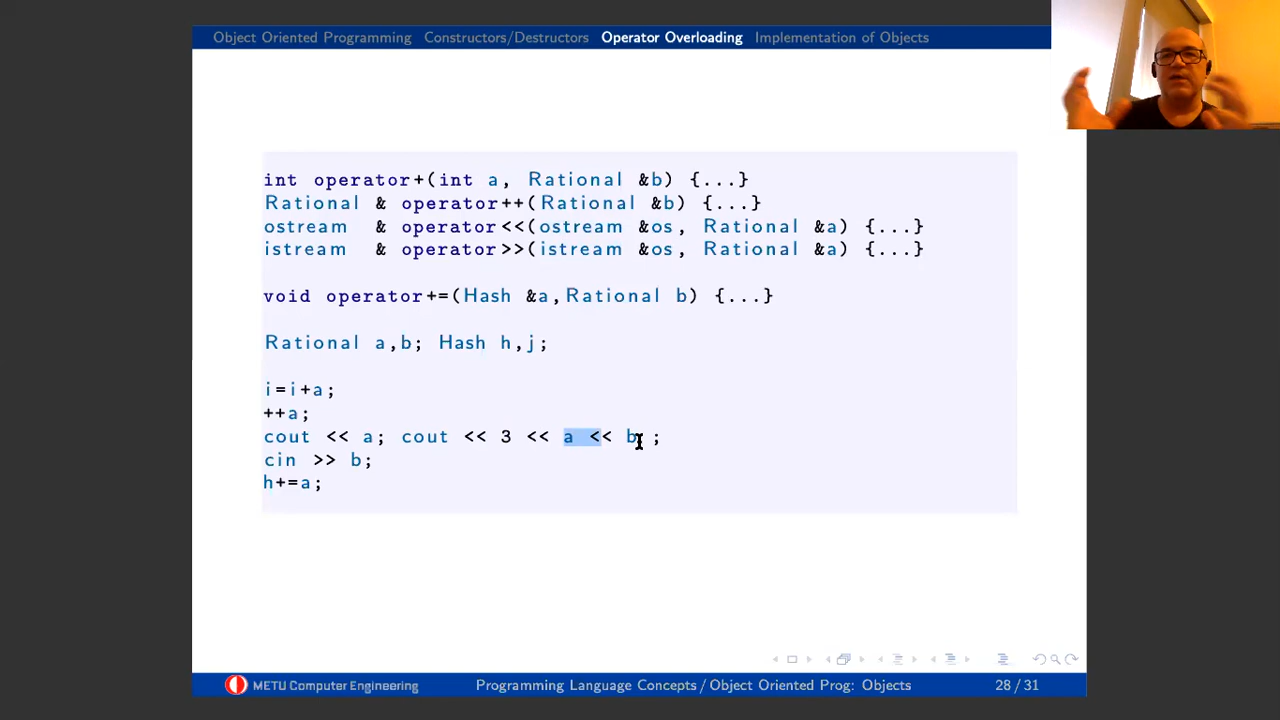 Object Oriented Programming Constructors/Destructors Operator Overloading Implementation of Objects
int operator+(int a, Rational &b) {...}
Rational & operator++(Rational &b) {...}
ostream & operator<<(ostream &os, Rational &a) {...}
istream & operator>>(istream &os, Rational &a) {...}
void operator+=(Hash &a,Rational b) {...}
Rational a,b; Hash h,j;
i=i+a;
++a;
cout << a; cout << 3 << a << b ;
cin >> b;
h+=a;
METU Computer Engineering Programming Language Concepts/Object Oriented Prog: Objects 28/31